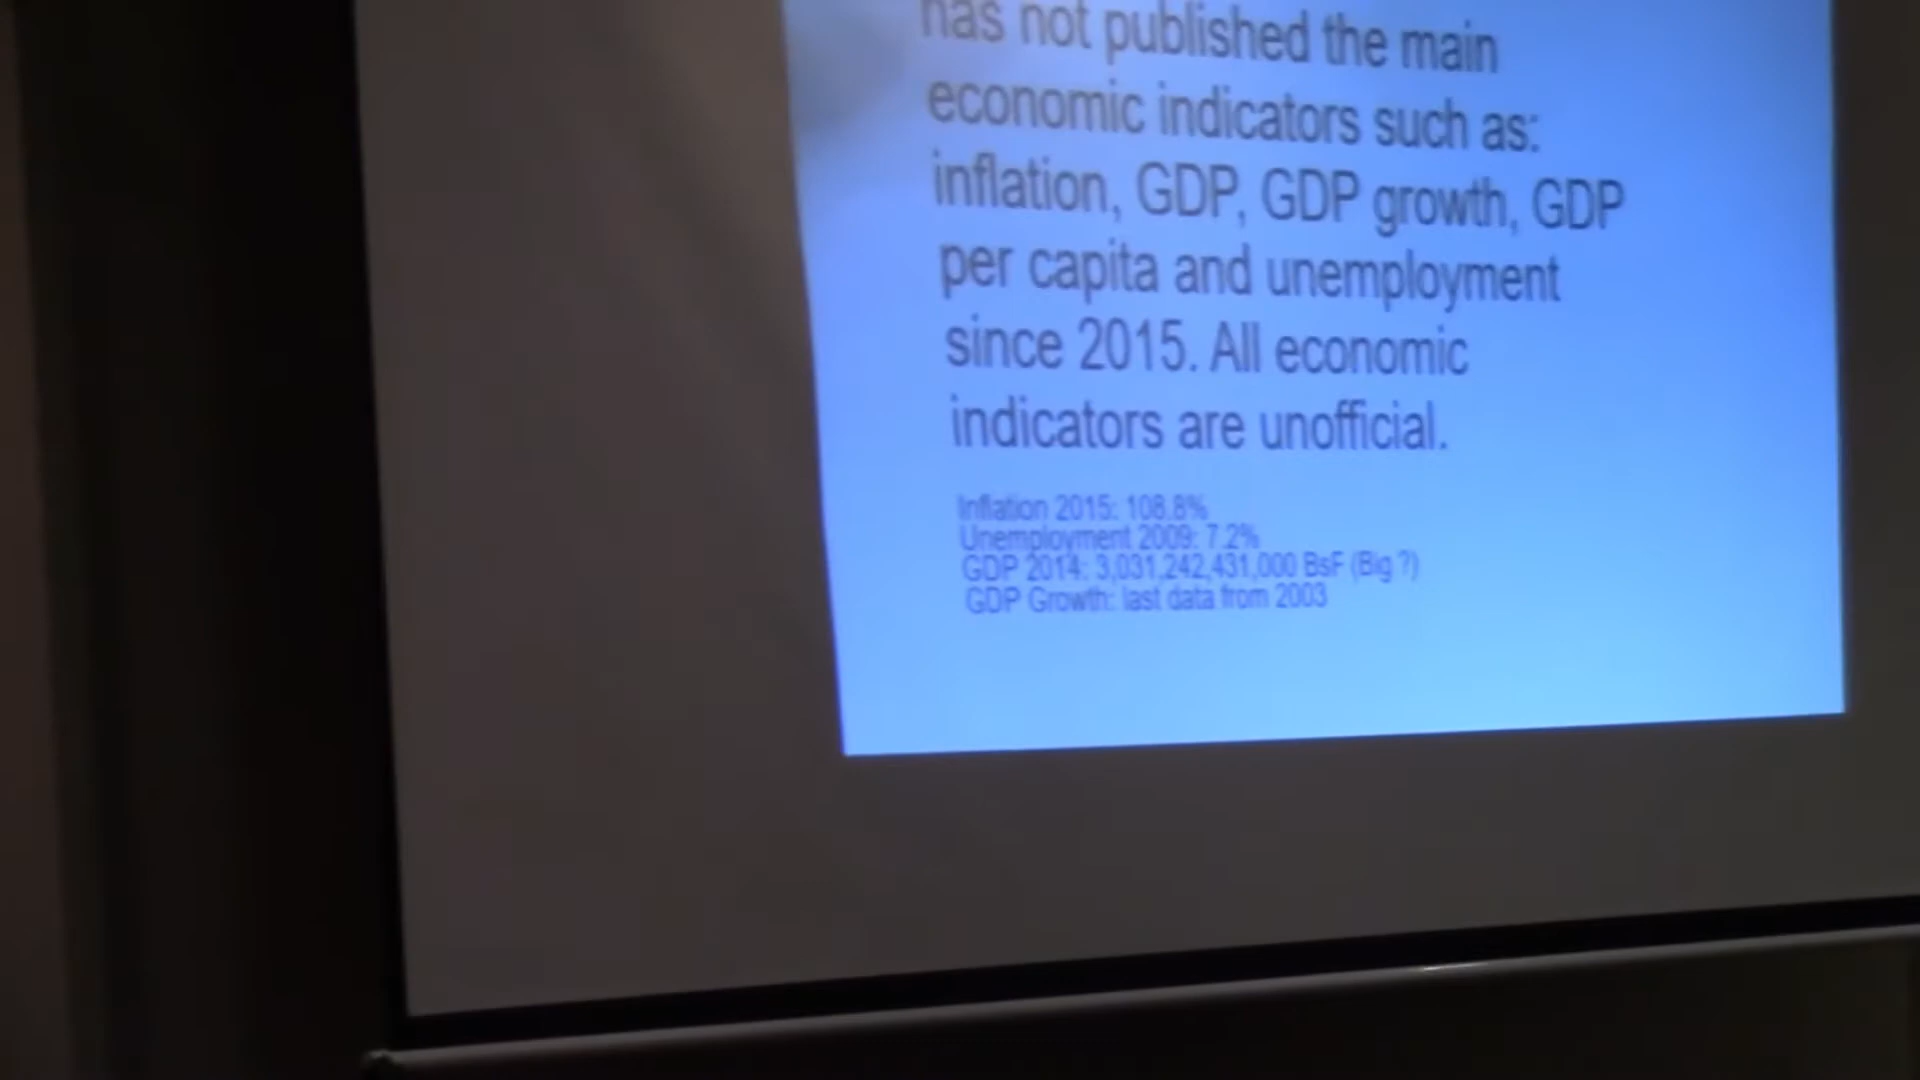 has not published the main
economic indicators such as:
inflation, GDP, GDP growth, GDP
per capita and unemployment
since 2015. All economic
indicators are unofficial.
Inflation 2015: 108.8%
Unemployment 2009: 7.2%
GDP 2014: 3,031,242,431,000 BsF (Big ?)
GDP Growth: last data from 2003